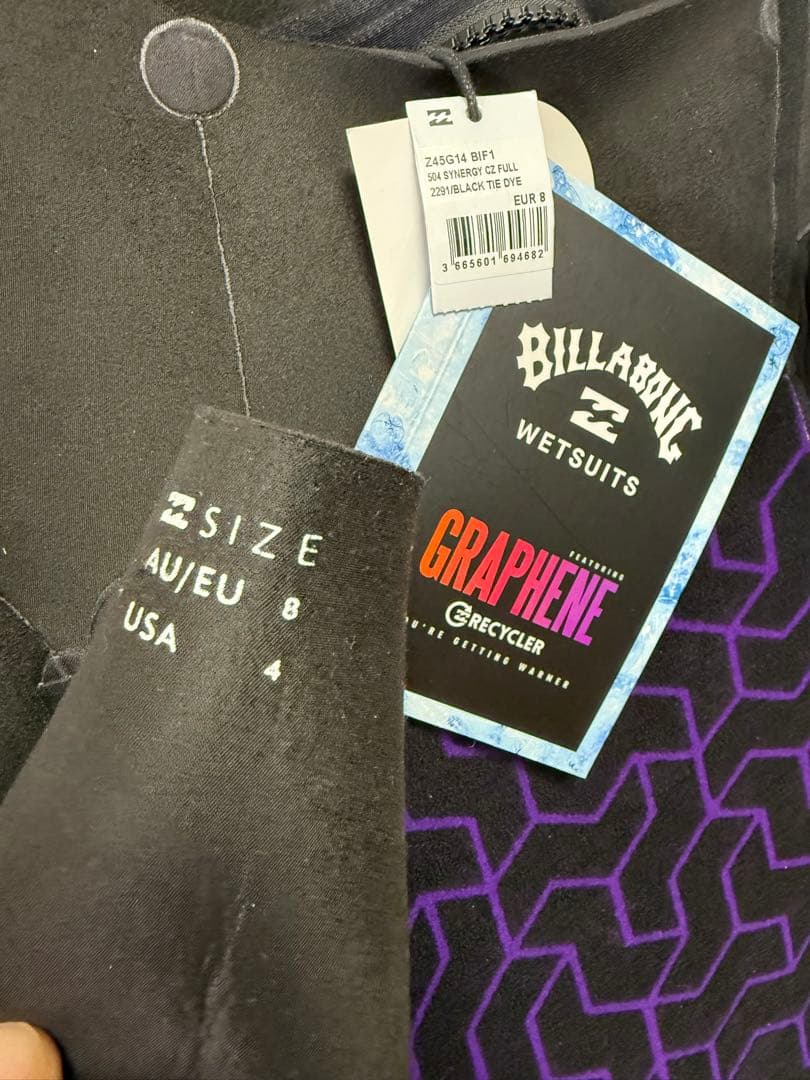 Z45G14 BIF1
504 SYNERGY CZ FULL
2291/BLACK TIE DYE
EUR 8
3 665601 694682
BILLABONG
WETSUITS
FEATURING
GRAPHENE
RECYCLER
U'RE GETTING WARMER
SIZE
AU/EU 8
USA 4